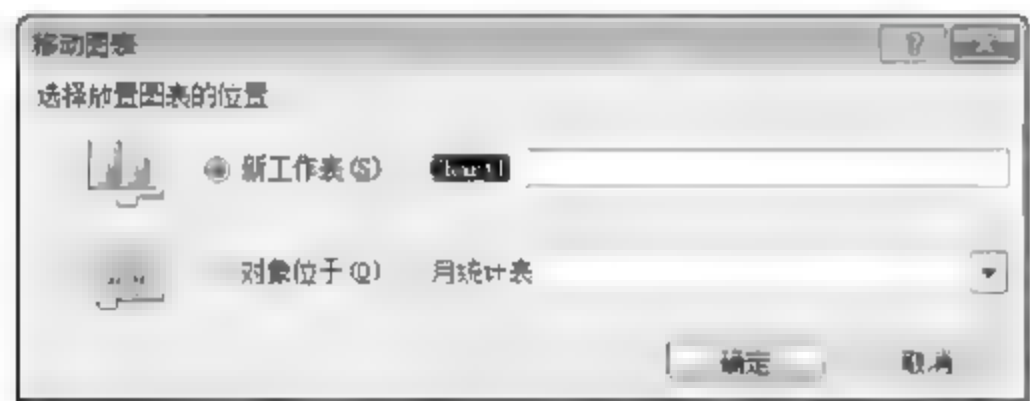 移动图表
?
选择放置图表的位置
新工作表(S) Chart1
对象位于(O) 月统计表
确定 取消